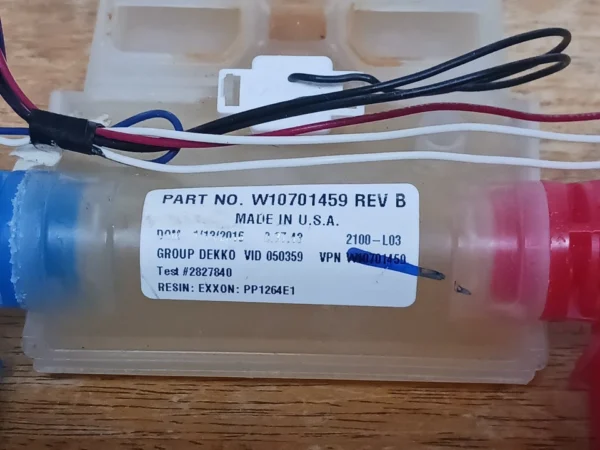 PART NO. W10701459 REV B
MADE IN U.S.A.
2100-L03
GROUP DEKKO VID 050359 VPN W10701459
Test #2827840
RESIN: EXXON: PP1264E1